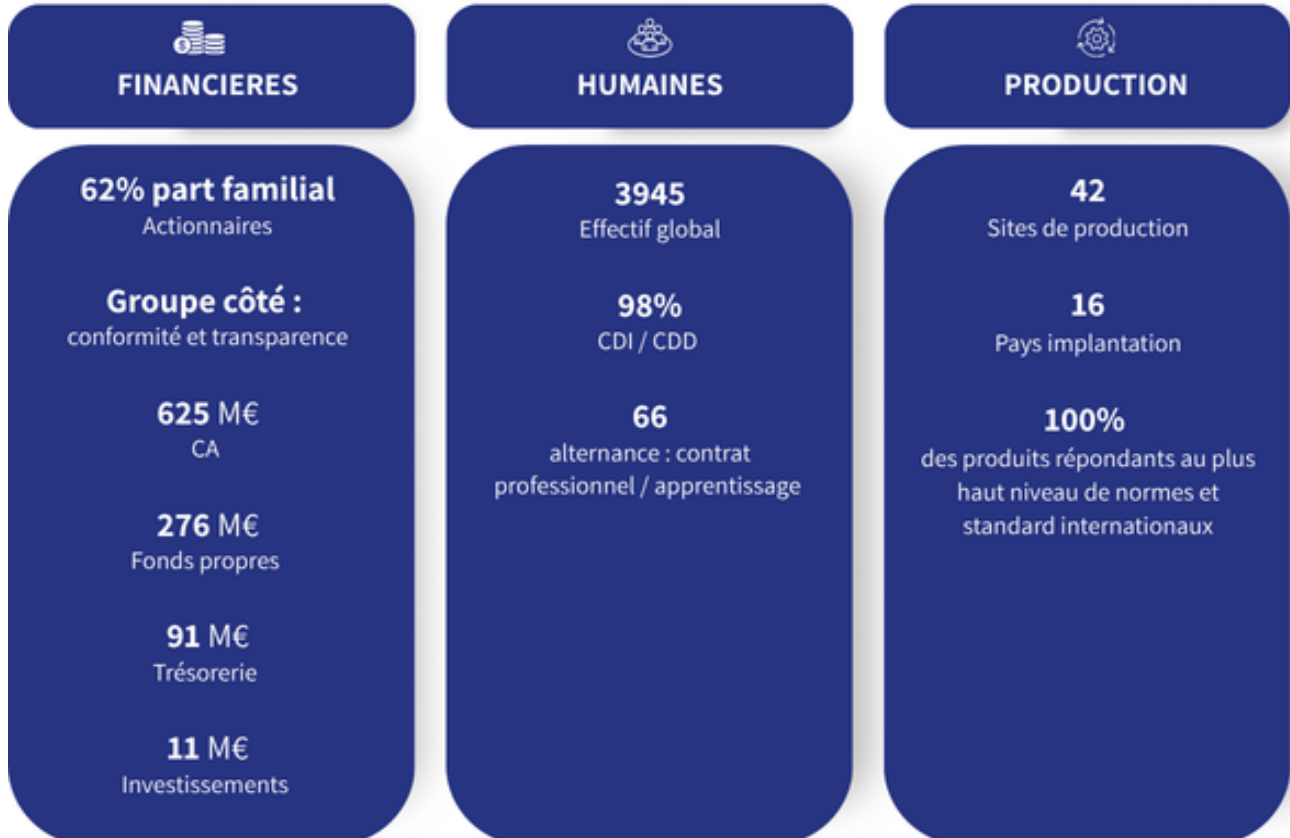 FINANCIERES
62% part familial
Actionnaires
Groupe côté :
conformité et transparence
625 M€
CA
276 M€
Fonds propres
91 M€
Trésorerie
11 M€
Investissements
HUMAINES
3945
Effectif global
98%
CDI / CDD
66
alternance : contrat
professionnel / apprentissage
PRODUCTION
42
Sites de production
16
Pays implantation
100%
des produits répondants au plus
haut niveau de normes et
standard internationaux